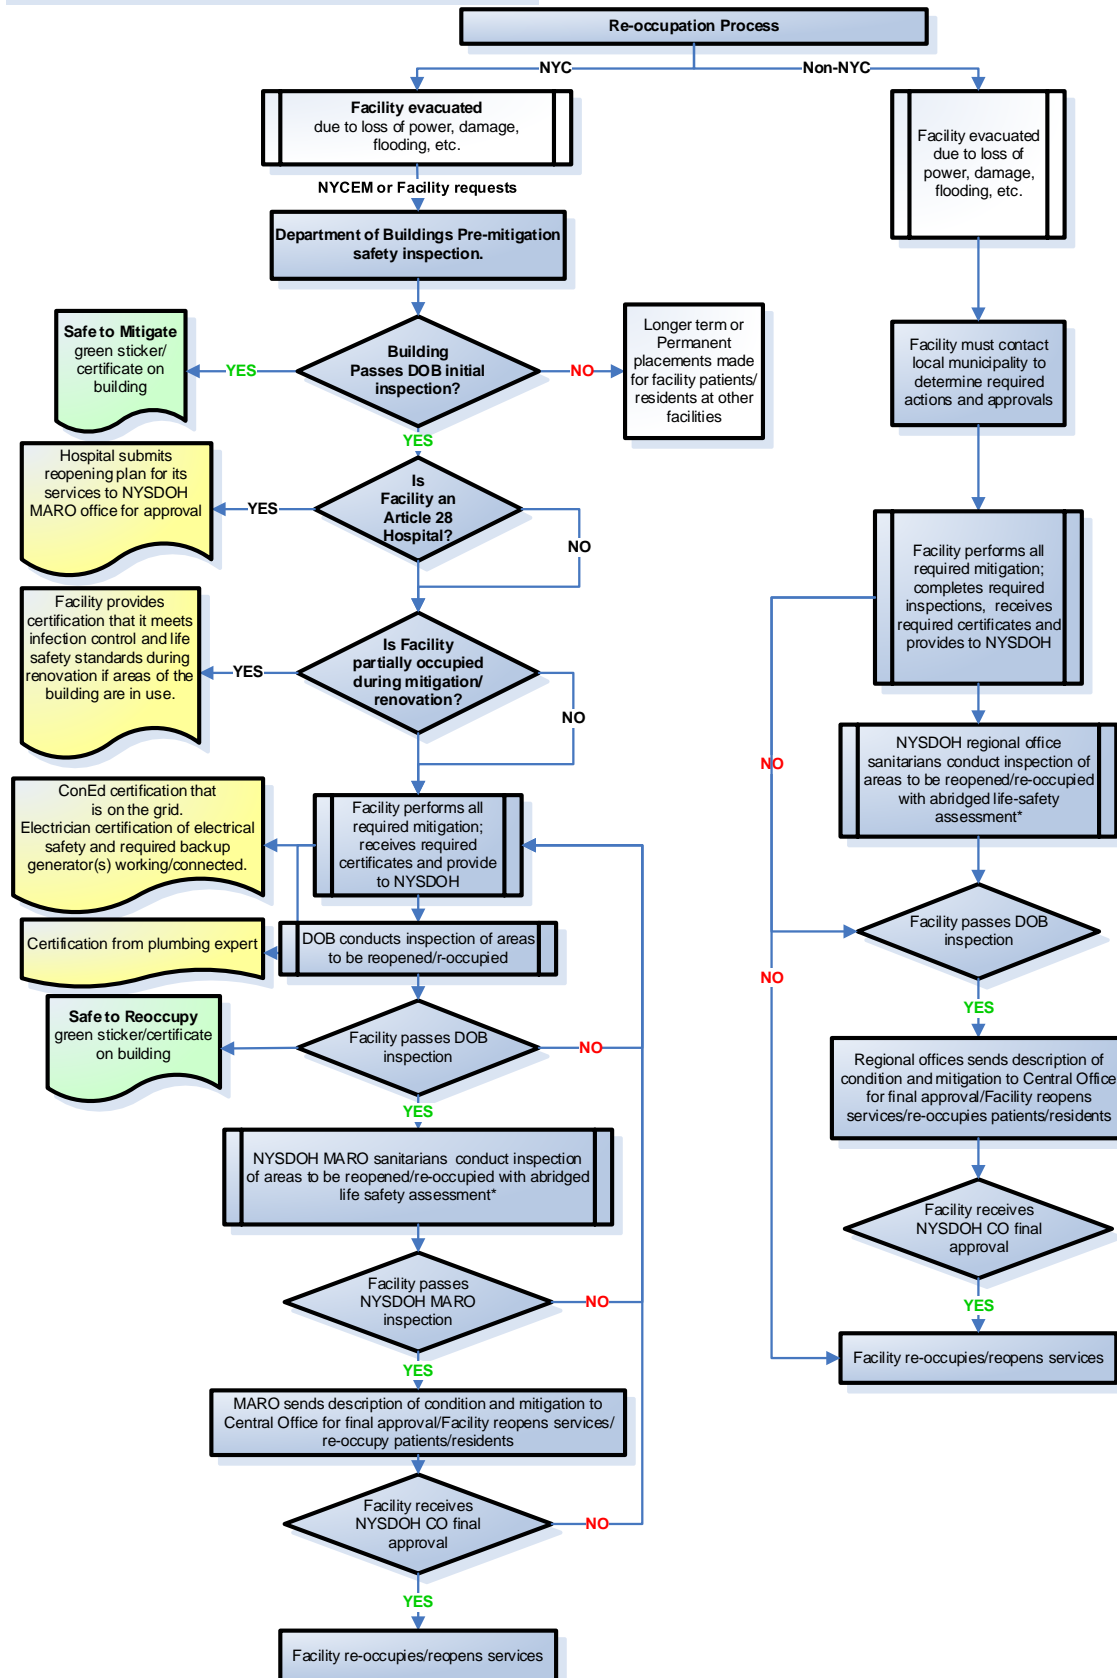 Re-occupation Process
NYC
Non-NYC
Facility evacuated
due to loss of power, damage,
flooding, etc.
Facility evacuated
due to loss of
power, damage,
flooding, etc.
NYCEM or Facility requests
Department of Buildings Pre-mitigation
safety inspection.
Safe to Mitigate
green sticker/
certificate on
building
YES
Building
Passes DOB initial
inspection?
NO
Longer term or
Permanent
placements made
for facility patients/
residents at other
facilities
Facility must contact
local municipality to
determine required
actions and approvals
YES
Hospital submits
reopening plan for its
services to NYSDOH
MARO office for approval
YES
Is
Facility an
Article 28
Hospital?
NO
Facility performs all
required mitigation;
completes required
inspections, receives
required certificates and
provides to NYSDOH
Facility provides
certification that it meets
infection control and life
safety standards during
renovation if areas of the
building are in use.
YES
Is Facility
partially occupied
during mitigation/
renovation?
NO
NO
NYSDOH regional office
sanitarians conduct inspection of
areas to be reopened/re-occupied
with abridged life-safety
assessment*
ConEd certification that
is on the grid.
Electrician certification of electrical
safety and required backup
generator(s) working/connected.
Facility performs all
required mitigation;
receives required
certificates and provide
to NYSDOH
Facility passes DOB
inspection
Certification from plumbing expert
DOB conducts inspection of areas
to be reopened/r-occupied
NO
YES
Safe to Reoccupy
green sticker/certificate
on building
Facility passes DOB
inspection
NO
Regional offices sends description of
condition and mitigation to Central Office
for final approval/Facility reopens
services/re-occupies patients/residents
YES
NYSDOH MARO sanitarians conduct inspection
of areas to be reopened/re-occupied with abridged
life safety assessment*
Facility receives
NYSDOH CO final
approval
Facility passes
NYSDOH MARO
inspection
NO
YES
YES
Facility re-occupies/reopens services
MARO sends description of condition and mitigation to
Central Office for final approval/Facility reopens services/
re-occupy patients/residents
Facility receives
NYSDOH CO final
approval
NO
YES
Facility re-occupies/reopens services